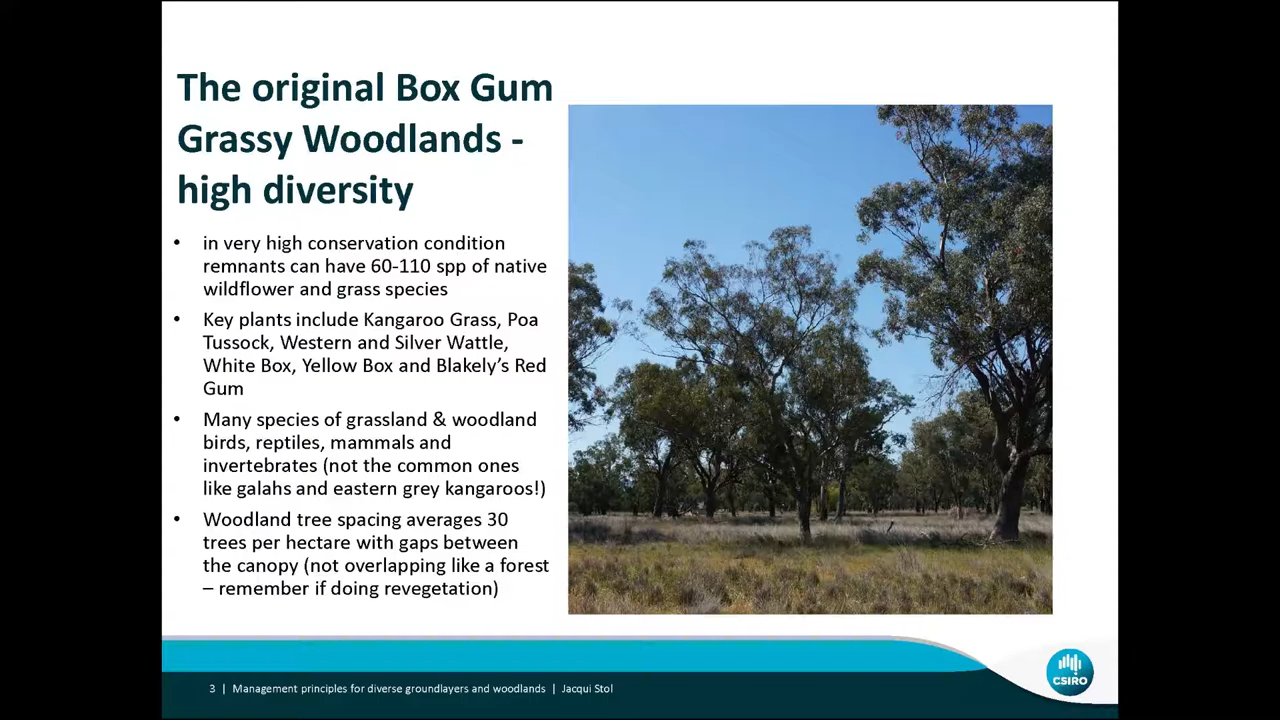 The original Box Gum
Grassy Woodlands -
high diversity
• in very high conservation condition
remnants can have 60-110 spp of native
wildflower and grass species
• Key plants include Kangaroo Grass, Poa
Tussock, Western and Silver Wattle,
White Box, Yellow Box and Blakely’s Red
Gum
• Many species of grassland & woodland
birds, reptiles, mammals and
invertebrates (not the common ones
like galahs and eastern grey kangaroos!)
• Woodland tree spacing averages 30
trees per hectare with gaps between
the canopy (not overlapping like a forest
– remember if doing revegetation)
3 | Management principles for diverse groundlayers and woodlands | Jacqui Stol
CSIRO